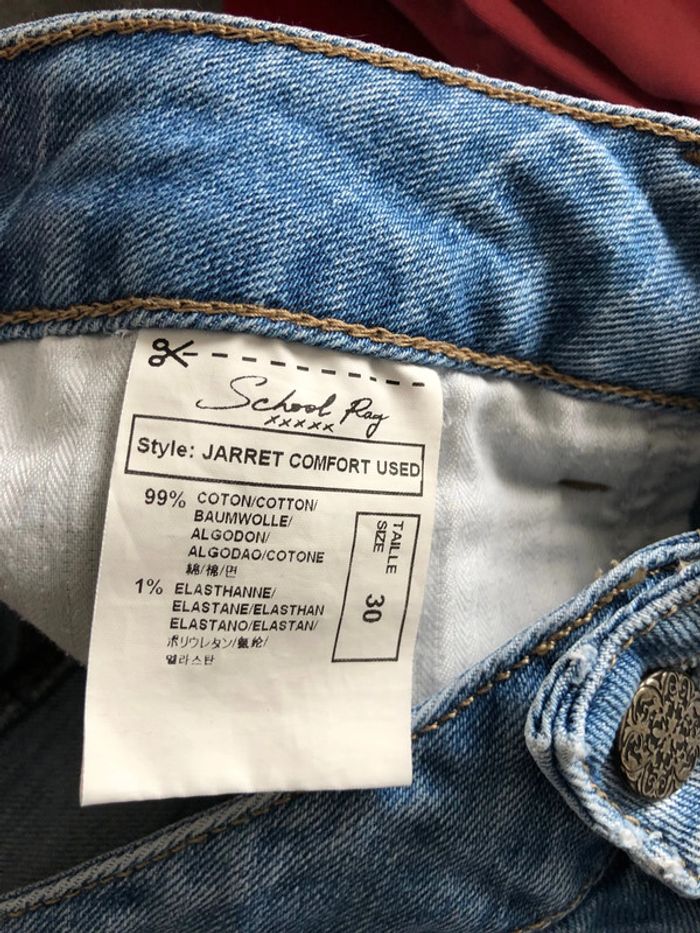 School Rag
xxxxx
Style: JARRET COMFORT USED
99% COTON/COTTON/
BAUMWOLLE/
ALGODON/
ALGODAO/COTONE
綿/棉/면
1% ELASTHANNE/
ELASTANE/ELASTHAN
ELASTANO/ELASTAN/
ポリウレタン/氨纶/
엘라스탄
TAILLE
SIZE
30